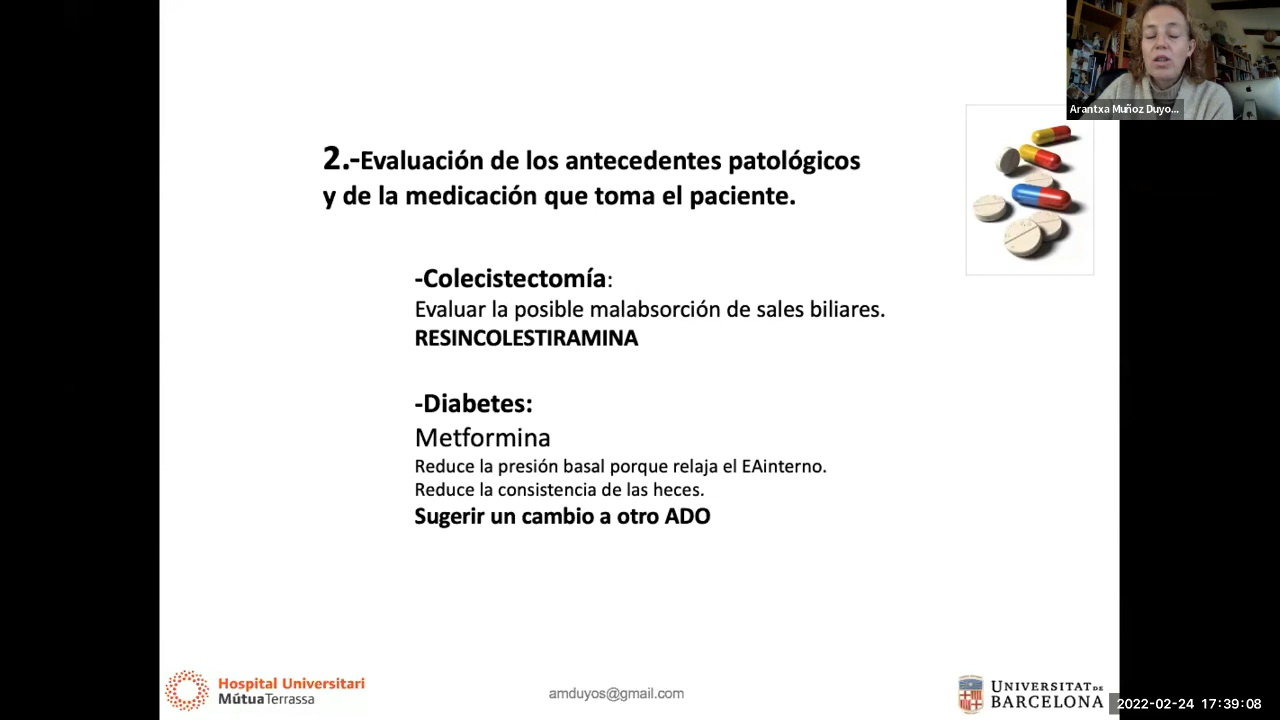 Arantxa Muñoz Duyo...
2.-Evaluación de los antecedentes patológicos
y de la medicación que toma el paciente.
-Colecistectomía:
Evaluar la posible malabsorción de sales biliares.
RESINCOLESTIRAMINA
-Diabetes:
Metformina
Reduce la presión basal porque relaja el EAinterno.
Reduce la consistencia de las heces.
Sugerir un cambio a otro ADO
Hospital Universitari
MútuaTerrassa
amduyos@gmail.com
UNIVERSITAT DE
BARCELONA
2022-02-24 17:39:08